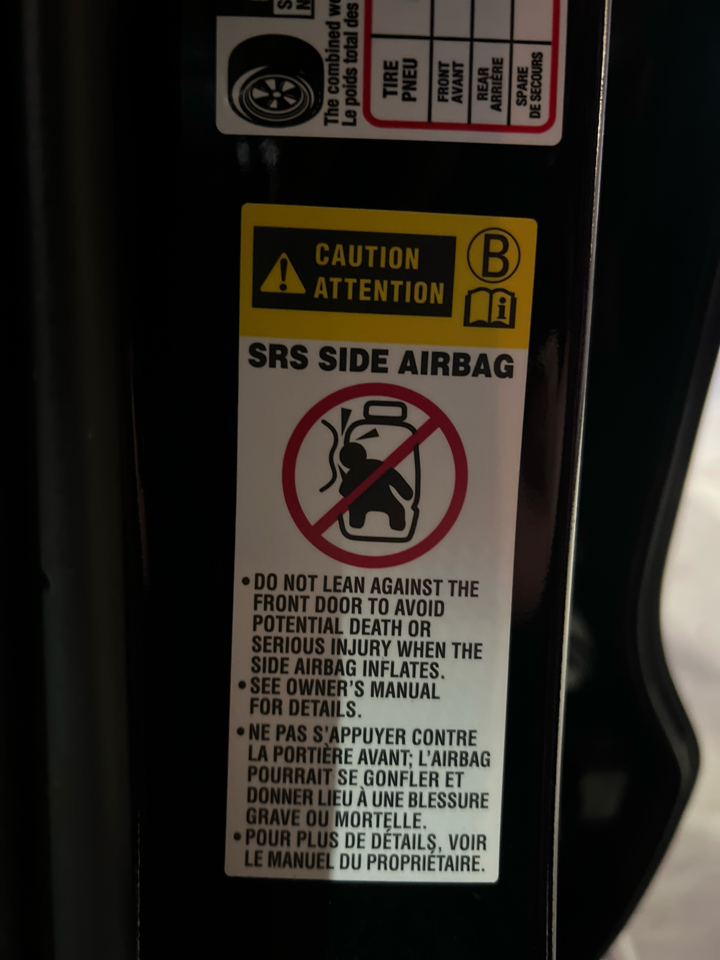 The combined we
Le poids total des
TIRE
PNEU
FRONT
AVANT
REAR
ARRIÈRE
SPARE
DE SECOURS
CAUTION
ATTENTION
B
i
SRS SIDE AIRBAG
•DO NOT LEAN AGAINST THE
FRONT DOOR TO AVOID
POTENTIAL DEATH OR
SERIOUS INJURY WHEN THE
SIDE AIRBAG INFLATES.
•SEE OWNER'S MANUAL
FOR DETAILS.
•NE PAS S'APPUYER CONTRE
LA PORTIÈRE AVANT; L'AIRBAG
POURRAIT SE GONFLER ET
DONNER LIEU À UNE BLESSURE
GRAVE OU MORTELLE.
•POUR PLUS DE DÉTAILS, VOIR
LE MANUEL DU PROPRIÉTAIRE.